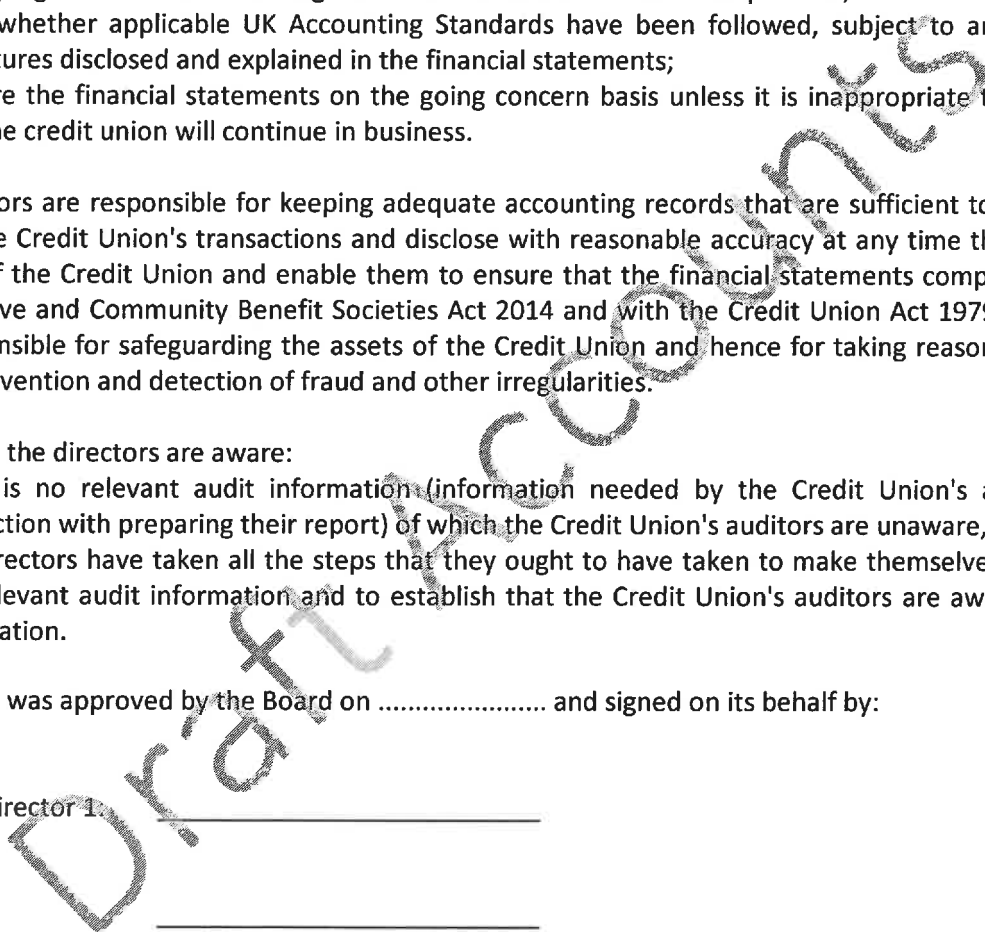 whether applicable UK Accounting Standards have been followed, subject to
tures disclosed and explained in the financial statements;
re the financial statements on the going concern basis unless it is inappropriate
ne credit union will continue in business.
ors are responsible for keeping adequate accounting records that are sufficient to
e Credit Union's transactions and disclose with reasonable accuracy at any time
f the Credit Union and enable them to ensure that the financial statements comp
ve and Community Benefit Societies Act 2014 and with the Credit Union Act 1979
nsible for safeguarding the assets of the Credit Union and hence for taking reason
vention and detection of fraud and other irregularities.
the directors are aware:
is no relevant audit information (information needed by the Credit Union's
ction with preparing their report) of which the Credit Union's auditors are unaware,
rectors have taken all the steps that they ought to have taken to make themselve
levant audit information and to establish that the Credit Union's auditors are aw
ation.
was approved by the Board on ....................... and signed on its behalf by:
irector 1:
Draft Accounts